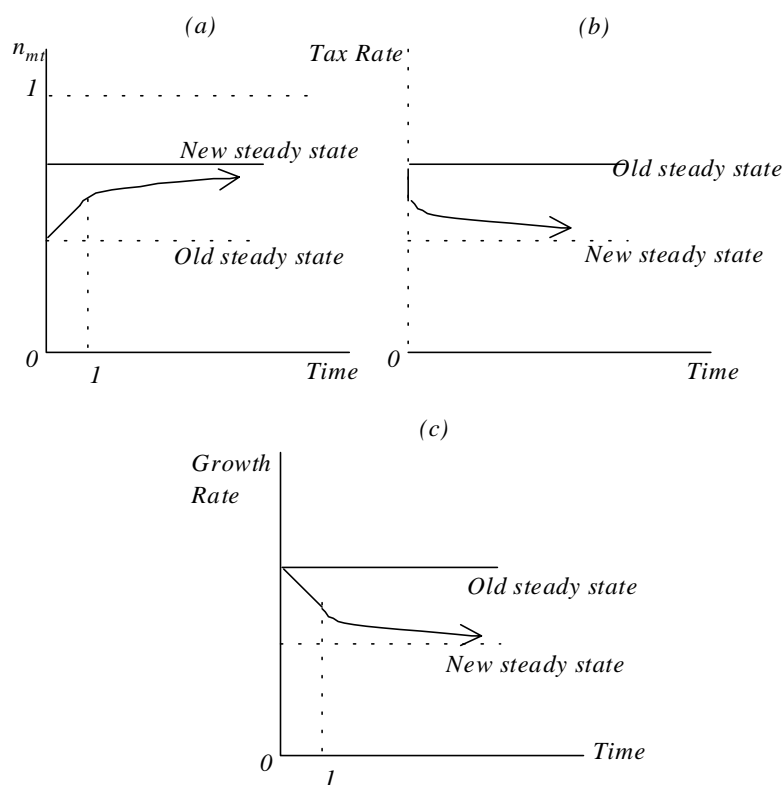 (a)
n_mt
1
New steady state
Old steady state
0
1
Time
(b)
Tax Rate
Old steady state
New steady state
0
Time
(c)
Growth
Rate
Old steady state
New steady state
0
1
Time